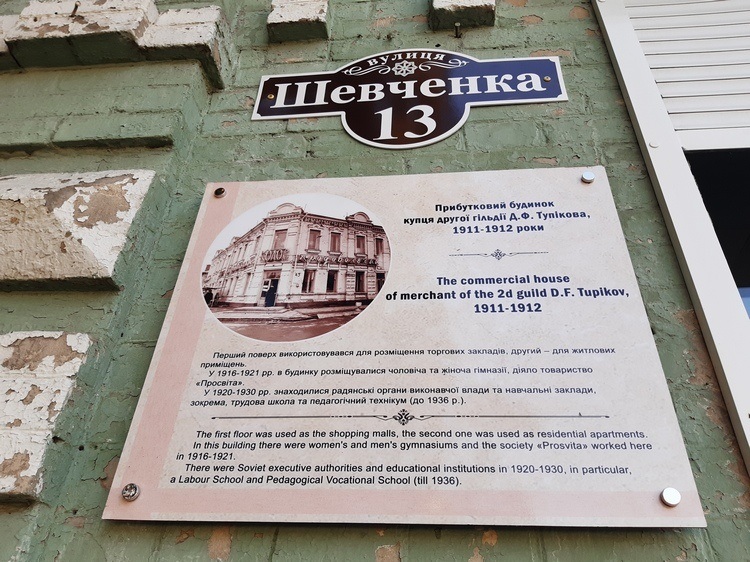 вулиця
Шевченка
13
Прибутковий будинок
купця другої гільдії Д.Ф. Тупікова,
1911-1912 роки
The commercial house
of merchant of the 2d guild D.F. Tupikov,
1911-1912
Перший поверх використовувався для розміщення торгових закладів, другий – для житлових
приміщень.
У 1916-1921 рр. в будинку розміщувалися чоловіча та жіноча гімназії, діяло товариство
«Просвіта».
У 1920-1930 рр. знаходилися радянські органи виконавчої влади та навчальні заклади,
зокрема, трудова школа та педагогічний технікум (до 1936 р.).
The first floor was used as the shopping malls, the second one was used as residential apartments.
In this building there were women's and men's gymnasiums and the society «Prosvita» worked here
in 1916-1921.
There were Soviet executive authorities and educational institutions in 1920-1930, in particular,
a Labour School and Pedagogical Vocational School (till 1936).